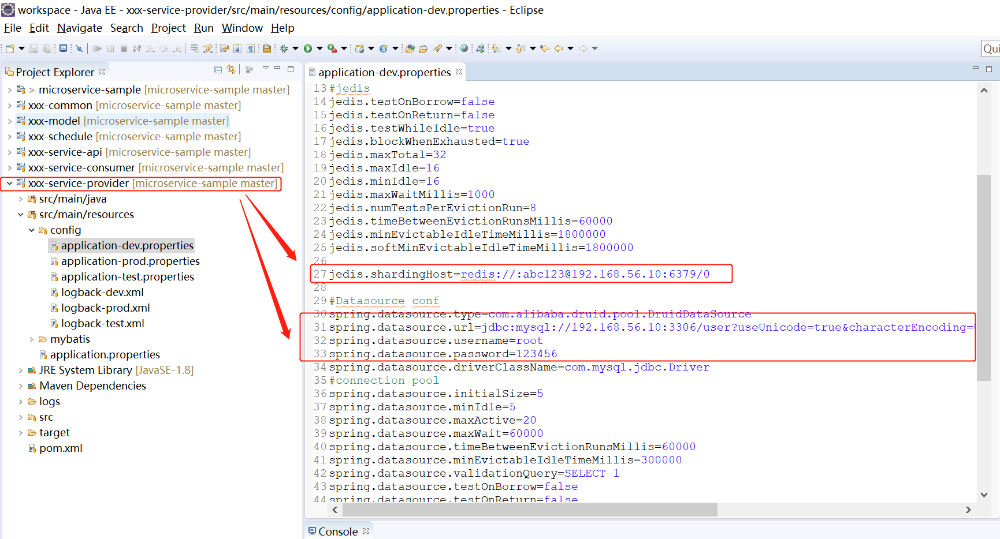 workspace - Java EE - xxx-service-provider/src/main/resources/config/application-dev.properties - Eclipse
File Edit Navigate Search Project Run Window Help
Qui
Project Explorer
> microservice-sample [microservice-sample master]
xxx-common [microservice-sample master]
xxx-model [microservice-sample master]
xxx-schedule [microservice-sample master]
xxx-service-api [microservice-sample master]
xxx-service-consumer [microservice-sample master]
xxx-service-provider [microservice-sample master]
src/main/java
src/main/resources
config
application-dev.properties
application-prod.properties
application-test.properties
logback-dev.xml
logback-prod.xml
logback-test.xml
mybatis
application.properties
JRE System Library [JavaSE-1.8]
Maven Dependencies
logs
src
target
pom.xml
application-dev.properties
13 #jedis
14 jedis.testOnBorrow=false
15 jedis.testOnReturn=false
16 jedis.testWhileIdle=true
17 jedis.blockWhenExhausted=true
18 jedis.maxTotal=32
19 jedis.maxIdle=16
20 jedis.minIdle=16
21 jedis.maxWaitMillis=1000
22 jedis.numTestsPerEvictionRun=8
23 jedis.timeBetweenEvictionRunsMillis=60000
24 jedis.minEvictableIdleTimeMillis=1800000
25 jedis.softMinEvictableIdleTimeMillis=1800000
26
27 jedis.shardingHost=redis://:abc123@192.168.56.10:6379/0
28
29 #Datasource conf
30 spring.datasource.type=com.alibaba.druid.pool.DruidDataSource
31 spring.datasource.url=jdbc:mysql://192.168.56.10:3306/user?useUnicode=true&characterEncoding=
32 spring.datasource.username=root
33 spring.datasource.password=123456
34 spring.datasource.driverClassName=com.mysql.jdbc.Driver
35 #connection pool
36 spring.datasource.initialSize=5
37 spring.datasource.minIdle=5
38 spring.datasource.maxActive=20
39 spring.datasource.maxWait=60000
40 spring.datasource.timeBetweenEvictionRunsMillis=60000
41 spring.datasource.minEvictableIdleTimeMillis=300000
42 spring.datasource.validationQuery=SELECT 1
43 spring.datasource.testOnBorrow=false
44 spring.datasource.testOnReturn=false
Console